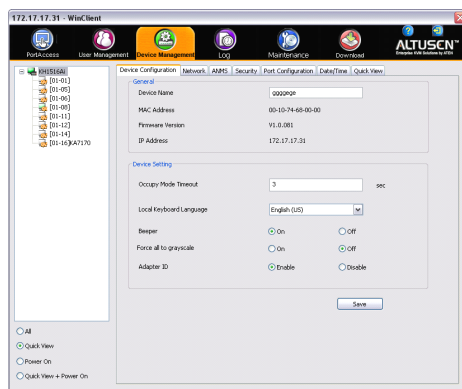 172.17.17.31 - WinClient
PortAccess User Management Device Management Log Maintenance Download
ALTUSEN™
Enterprise KVM Solutions by ATEN
KH1516Ai
[01-01]
[01-05]
[01-06]
[01-08]
[01-11]
[01-12]
[01-14]
[01-16]KA7170
All
Quick View
Power On
Quick View + Power On
Device Configuration Network ANMS Security Port Configuration Date/Time Quick View
General
Device Name ggggege
MAC Address 00-10-74-68-00-00
Firmware Version V1.0.081
IP Address 172.17.17.31
Device Setting
Occupy Mode Timeout 3 sec
Local Keyboard Language English (US)
Beeper On Off
Force all to grayscale On Off
Adapter ID Enable Disable
Save